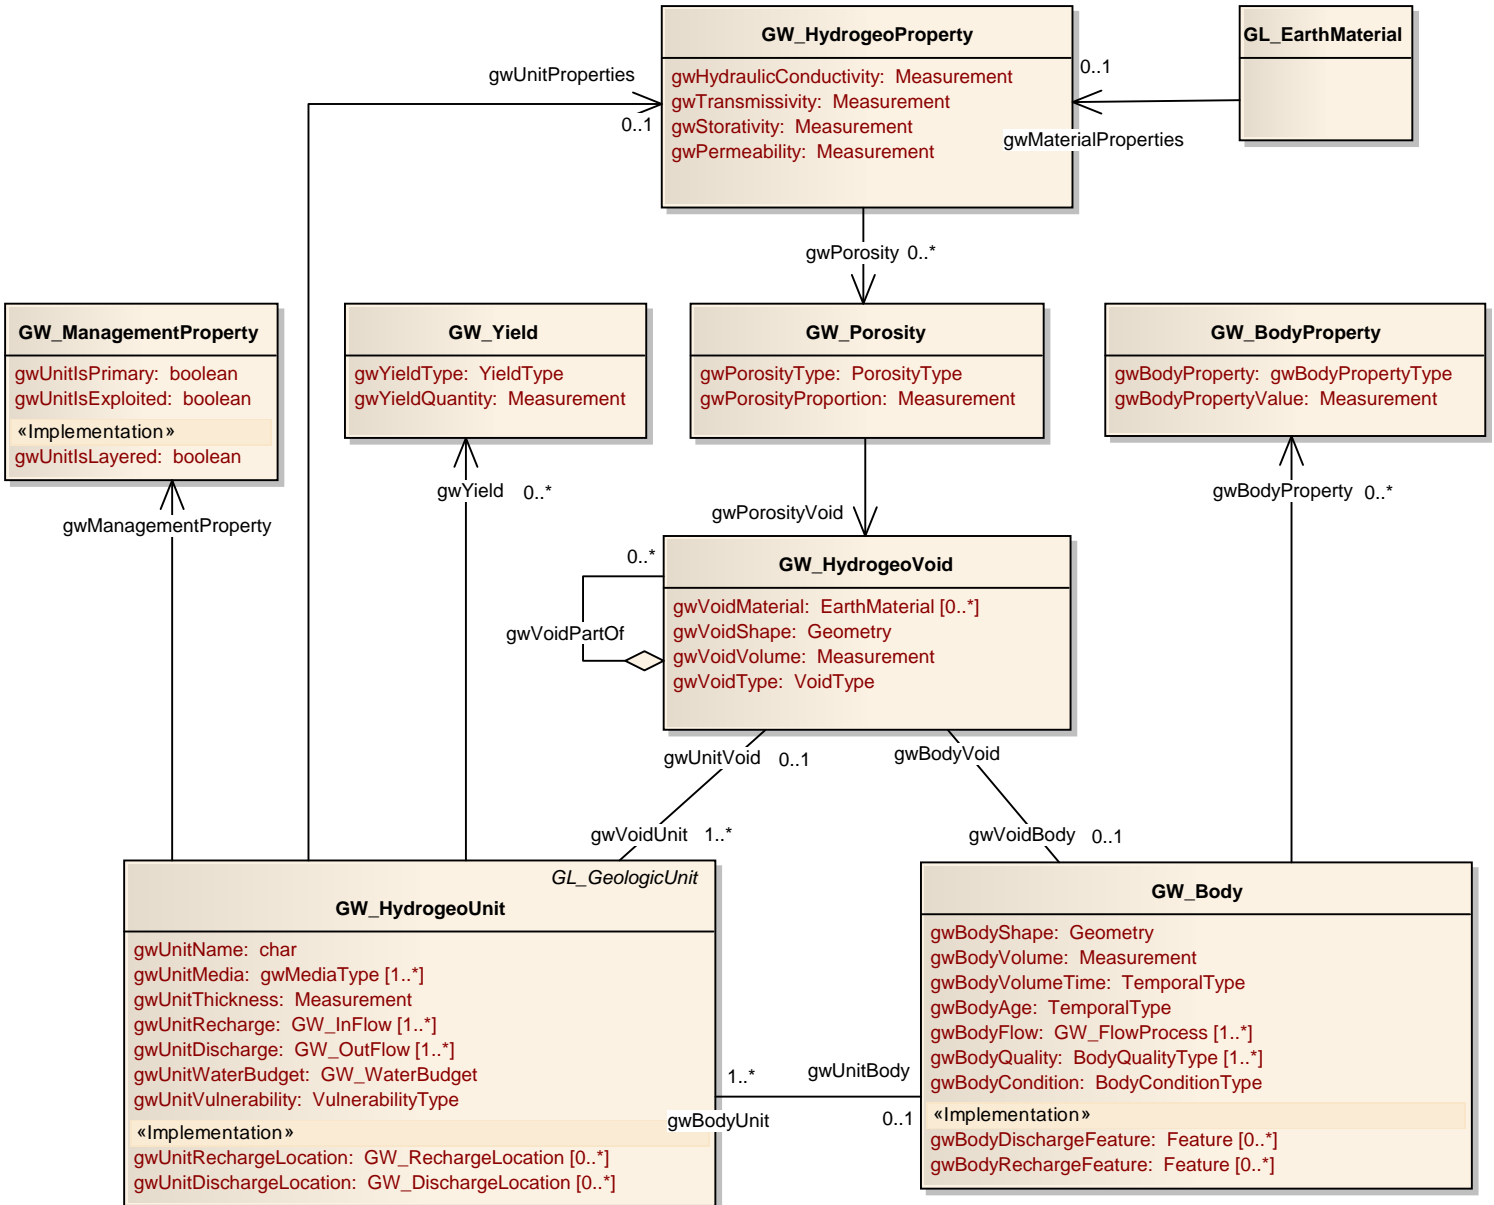 GW_HydrogeoProperty
gwHydraulicConductivity: Measurement
gwTransmissivity: Measurement
gwStorativity: Measurement
gwPermeability: Measurement
GL_EarthMaterial
gwUnitProperties
0..1
0..1
gwMaterialProperties
gwPorosity 0..*
GW_ManagementProperty
gwUnitIsPrimary: boolean
gwUnitIsExploited: boolean
«Implementation»
gwUnitIsLayered: boolean
GW_Yield
gwYieldType: YieldType
gwYieldQuantity: Measurement
GW_Porosity
gwPorosityType: PorosityType
gwPorosityProportion: Measurement
GW_BodyProperty
gwBodyProperty: gwBodyPropertyType
gwBodyPropertyValue: Measurement
gwManagementProperty
gwYield 0..*
gwPorosityVoid
gwBodyProperty 0..*
GW_HydrogeoVoid
gwVoidMaterial: EarthMaterial [0..*]
gwVoidShape: Geometry
gwVoidVolume: Measurement
gwVoidType: VoidType
0..*
gwVoidPartOf
gwUnitVoid 0..1
gwBodyVoid
gwVoidUnit 1..*
gwVoidBody 0..1
GL_GeologicUnit
GW_HydrogeoUnit
gwUnitName: char
gwUnitMedia: gwMediaType [1..*]
gwUnitThickness: Measurement
gwUnitRecharge: GW_InFlow [1..*]
gwUnitDischarge: GW_OutFlow [1..*]
gwUnitWaterBudget: GW_WaterBudget
gwUnitVulnerability: VulnerabilityType
«Implementation»
gwUnitRechargeLocation: GW_RechargeLocation [0..*]
gwUnitDischargeLocation: GW_DischargeLocation [0..*]
1..*
gwUnitBody
gwBodyUnit
0..1
GW_Body
gwBodyShape: Geometry
gwBodyVolume: Measurement
gwBodyVolumeTime: TemporalType
gwBodyAge: TemporalType
gwBodyFlow: GW_FlowProcess [1..*]
gwBodyQuality: BodyQualityType [1..*]
gwBodyCondition: BodyConditionType
«Implementation»
gwBodyDischargeFeature: Feature [0..*]
gwBodyRechargeFeature: Feature [0..*]